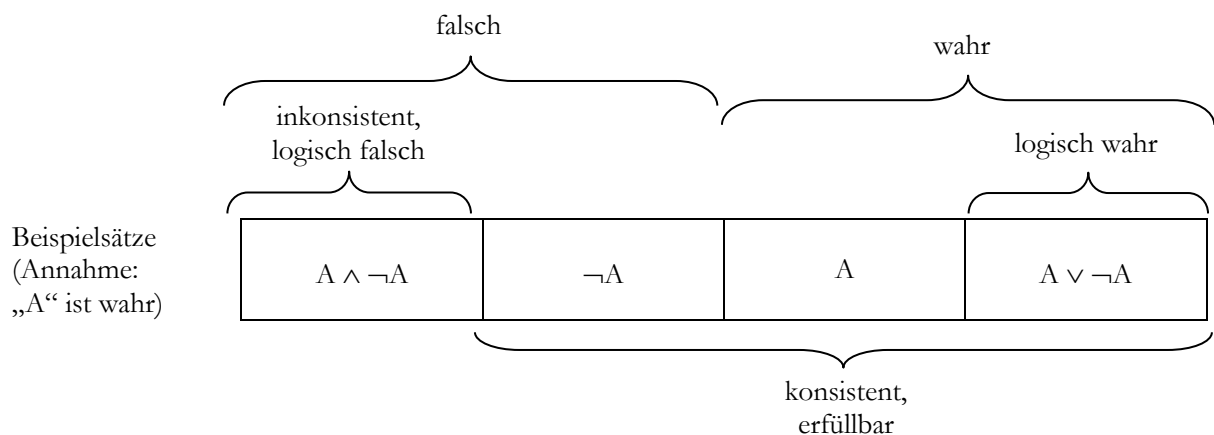 falsch
wahr
inkonsistent,
logisch falsch
logisch wahr
Beispielsätze
(Annahme:
„A“ ist wahr)
A ∧ ¬A
¬A
A
A ∨ ¬A
konsistent,
erfüllbar